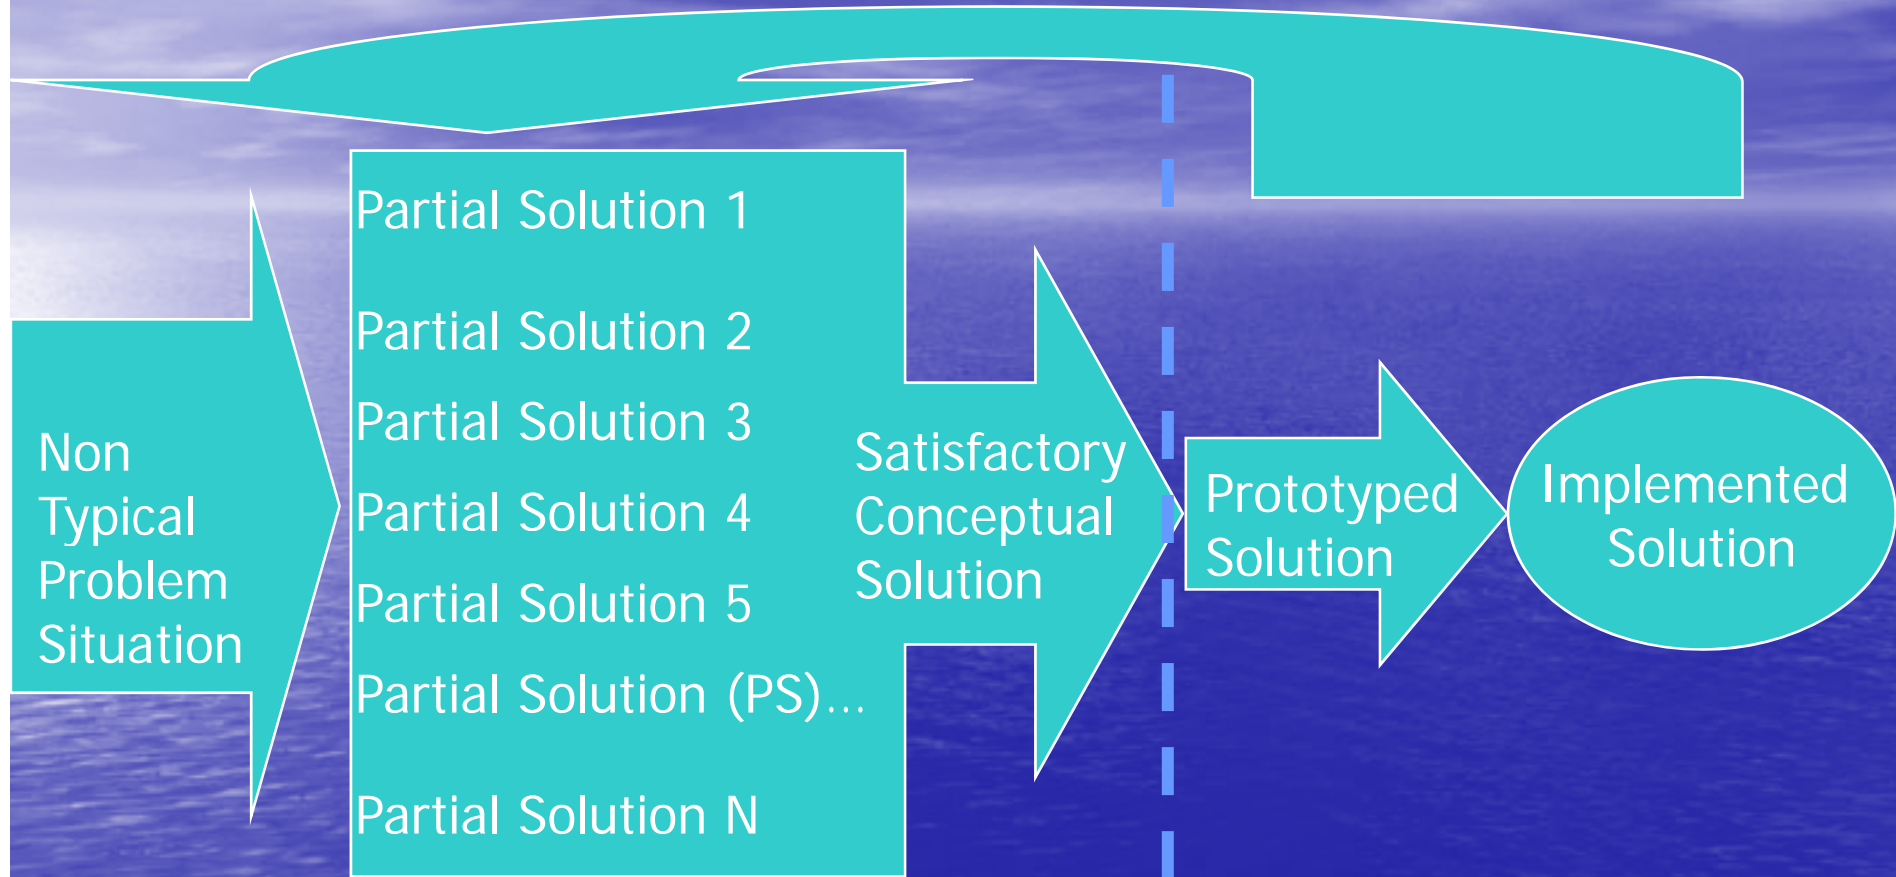 Non
Typical
Problem
Situation
Partial Solution 1
Partial Solution 2
Partial Solution 3
Partial Solution 4
Partial Solution 5
Partial Solution (PS)...
Partial Solution N
Satisfactory
Conceptual
Solution
Prototyped
Solution
Implemented
Solution